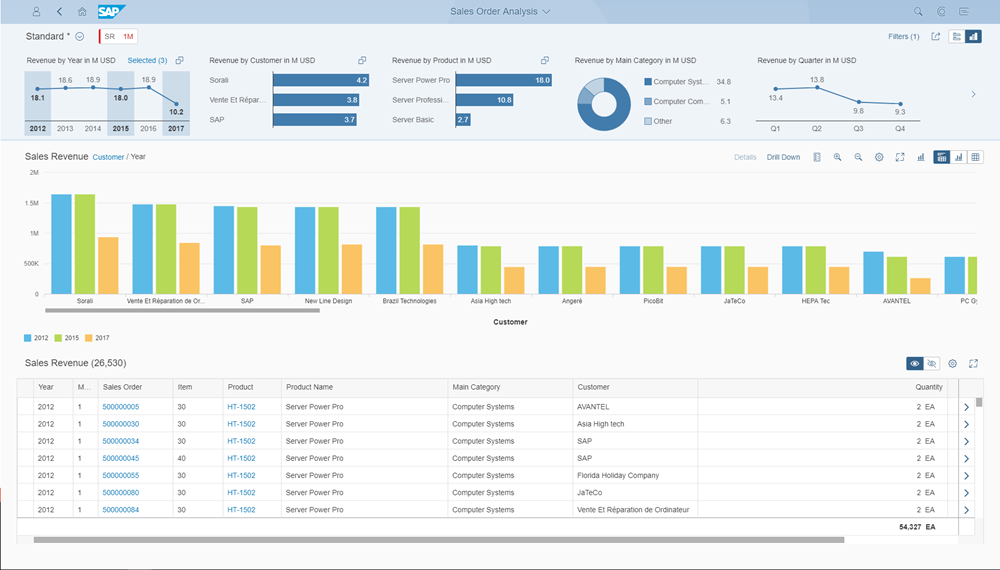 SAP Sales Order Analysis
Standard * SR 1M Filters (1)
Revenue by Year in M USD Selected (3) Revenue by Customer in M USD Revenue by Product in M USD Revenue by Main Category in M USD Revenue by Quarter in M USD
18.1 18.6 18.9 18.0 18.9 10.2
2012 2013 2014 2015 2016 2017
Sorali 4.2
Vente Et Répar... 3.8
SAP 3.7
Server Power Pro 18.0
Server Professi... 10.8
Server Basic 2.7
Computer Syst... 34.8
Computer Com... 5.1
Other 6.3
13.4 13.8 9.8 9.3
Q1 Q2 Q3 Q4
Sales Revenue Customer / Year Details Drill Down
2M
1.5M
1M
500K
0
Sorali Vente Et Réparation de Or... SAP New Line Design Brazil Technologies Asia High tech Angeré PicoBit JaTeCo HEPA Tec AVANTEL PC Gy
Customer
2012 2015 2017
Sales Revenue (26,530)
Year M... Sales Order Item Product Product Name Main Category Customer Quantity
2012 1 500000005 30 HT-1502 Server Power Pro Computer Systems AVANTEL 2 EA
2012 1 500000030 30 HT-1502 Server Power Pro Computer Systems Asia High tech 2 EA
2012 1 500000034 30 HT-1502 Server Power Pro Computer Systems SAP 2 EA
2012 1 500000045 40 HT-1502 Server Power Pro Computer Systems SAP 2 EA
2012 1 500000055 30 HT-1502 Server Power Pro Computer Systems Florida Holiday Company 2 EA
2012 1 500000080 30 HT-1502 Server Power Pro Computer Systems JaTeCo 2 EA
2012 1 500000084 30 HT-1502 Server Power Pro Computer Systems Vente Et Réparation de Ordinateur 2 EA
54,327 EA